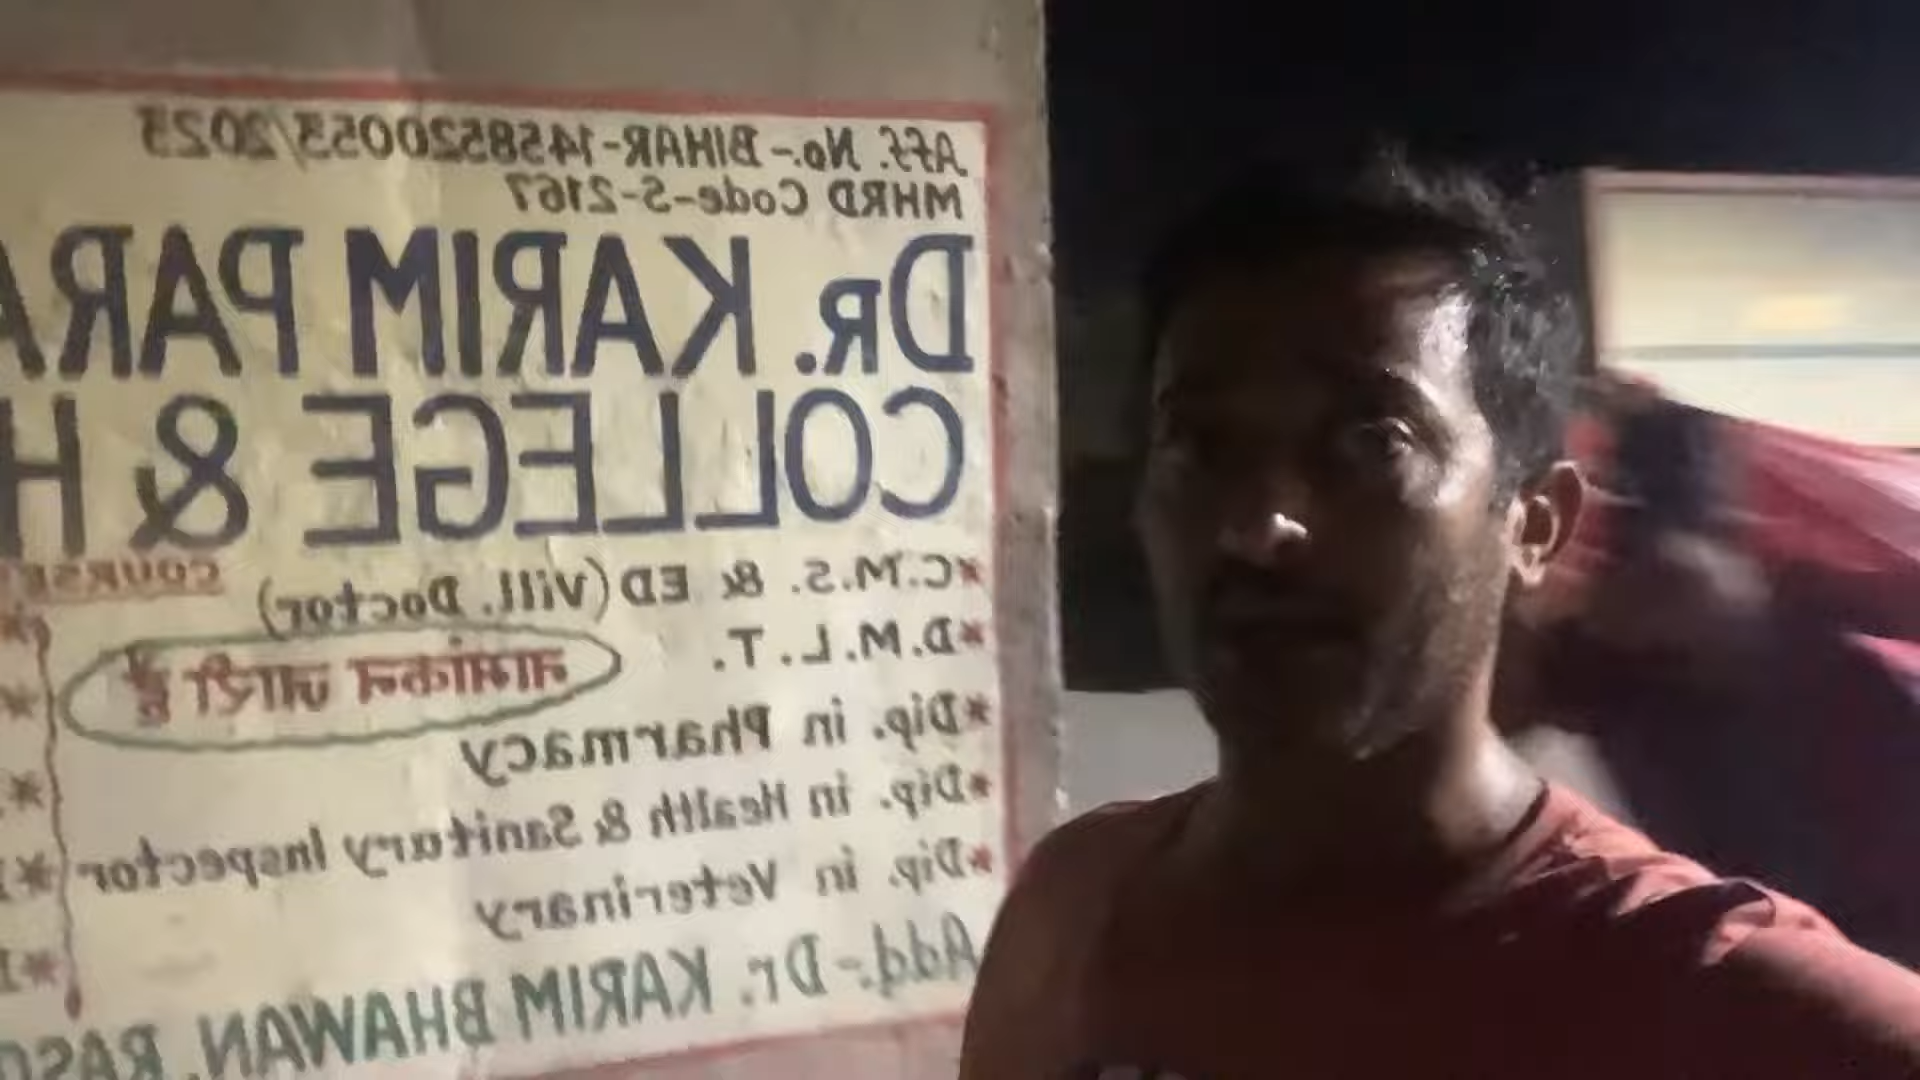 Aff. No.-BIHAR-1458520053/2023
MHRD Code-S-2167
DR. KARIM PARA
COLLEGE & H
COURSE
*C.M.S. & ED (Vill. Doctor)
*D.M.L.T.
नामांकन जारी है
*Dip. in Pharmacy
*Dip. in Health & Sanitary Inspector
*Dip. in Veterinary
Add:- Dr. KARIM BHAWAN,